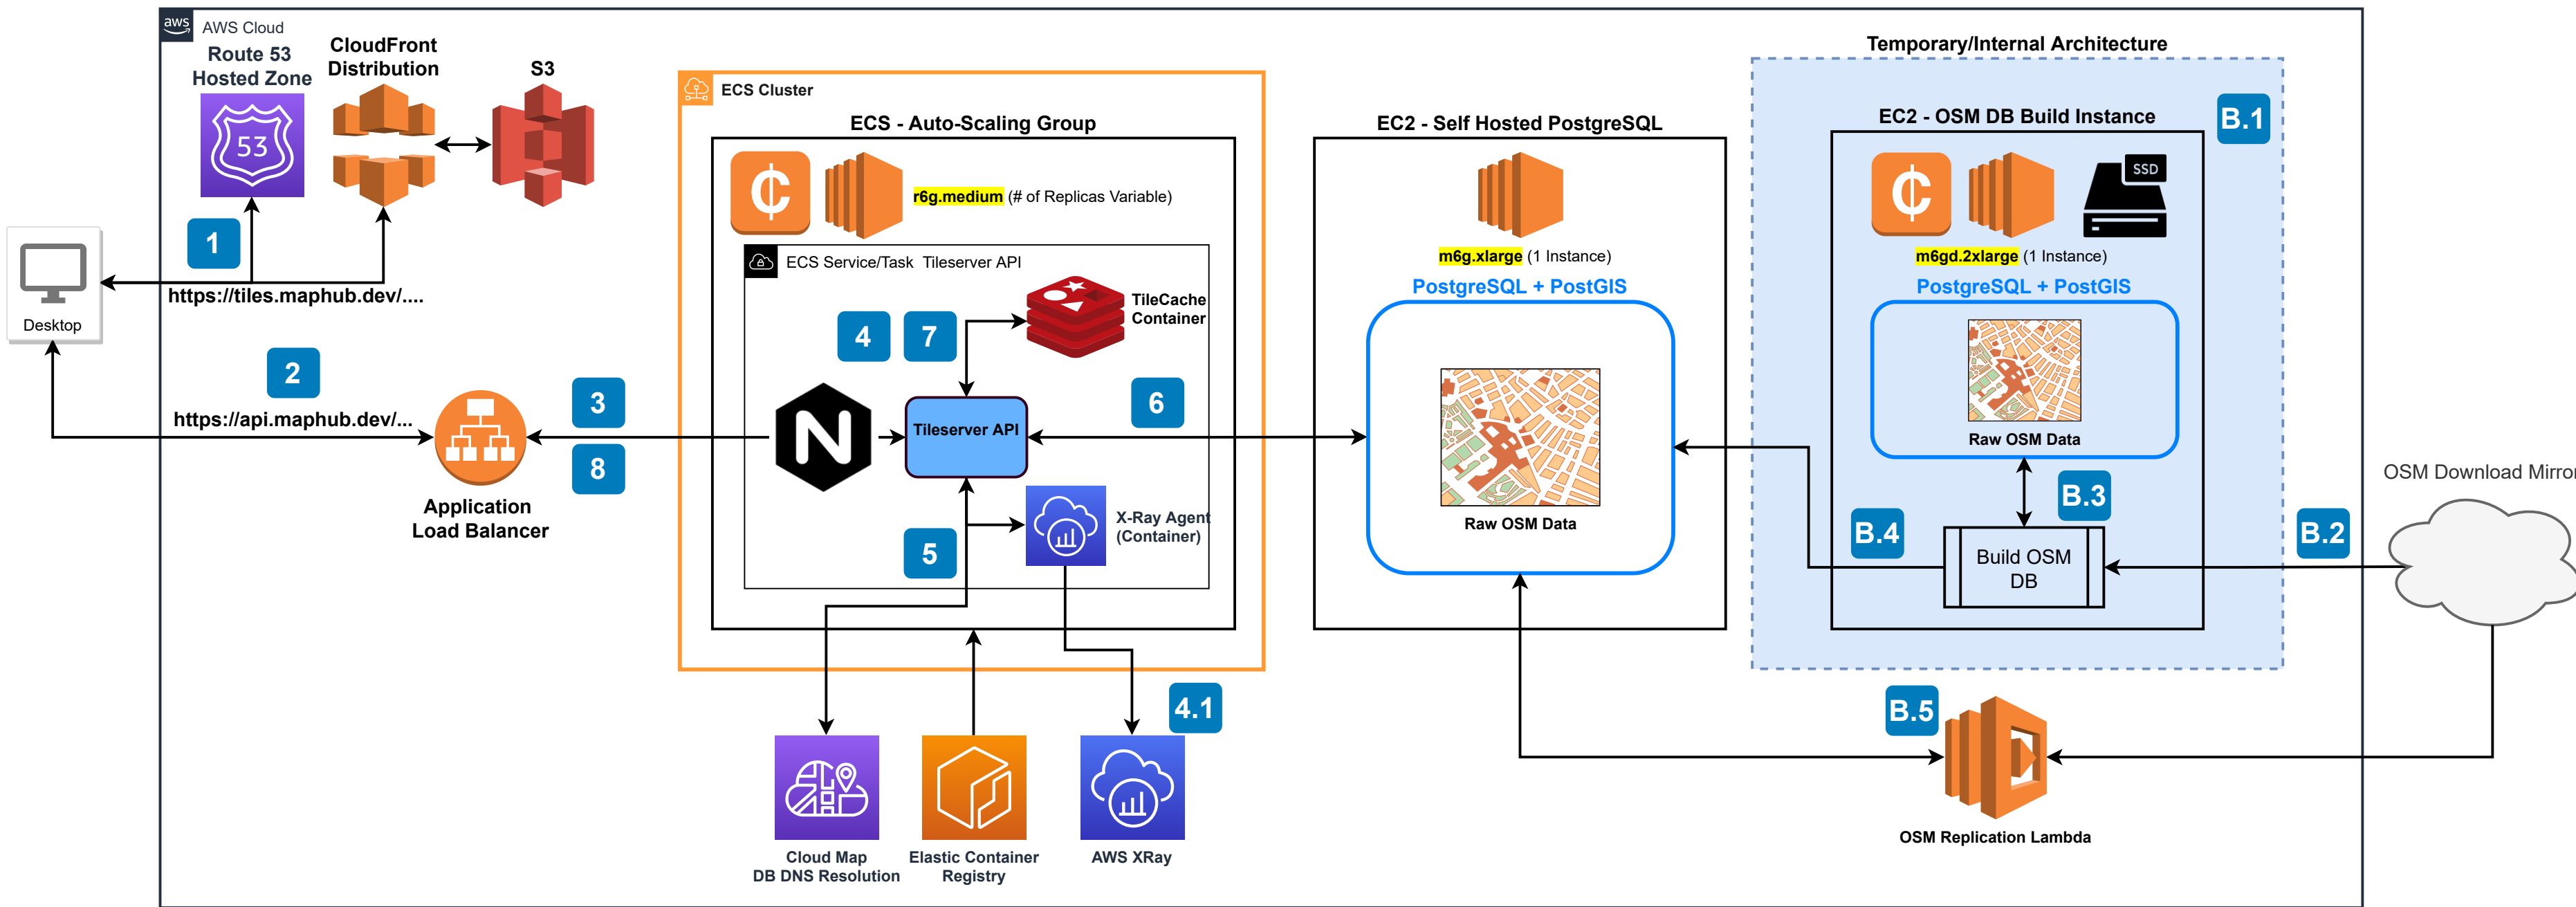 aws
AWS Cloud
Route 53
Hosted Zone
53
CloudFront
Distribution
S3
1
https://tiles.maphub.dev/....
Desktop
2
https://api.maphub.dev/...
Application
Load Balancer
3
8
ECS Cluster
ECS - Auto-Scaling Group
¢
r6g.medium (# of Replicas Variable)
ECS Service/Task Tileserver API
TileCache
Container
4
7
N
Tileserver API
6
5
X-Ray Agent
(Container)
4.1
Cloud Map
DB DNS Resolution
Elastic Container
Registry
AWS XRay
EC2 - Self Hosted PostgreSQL
m6g.xlarge (1 Instance)
PostgreSQL + PostGIS
Raw OSM Data
Temporary/Internal Architecture
B.1
EC2 - OSM DB Build Instance
¢
SSD
m6gd.2xlarge (1 Instance)
PostgreSQL + PostGIS
Raw OSM Data
B.3
B.4
Build OSM
DB
B.2
OSM Download Mirror
B.5
OSM Replication Lambda